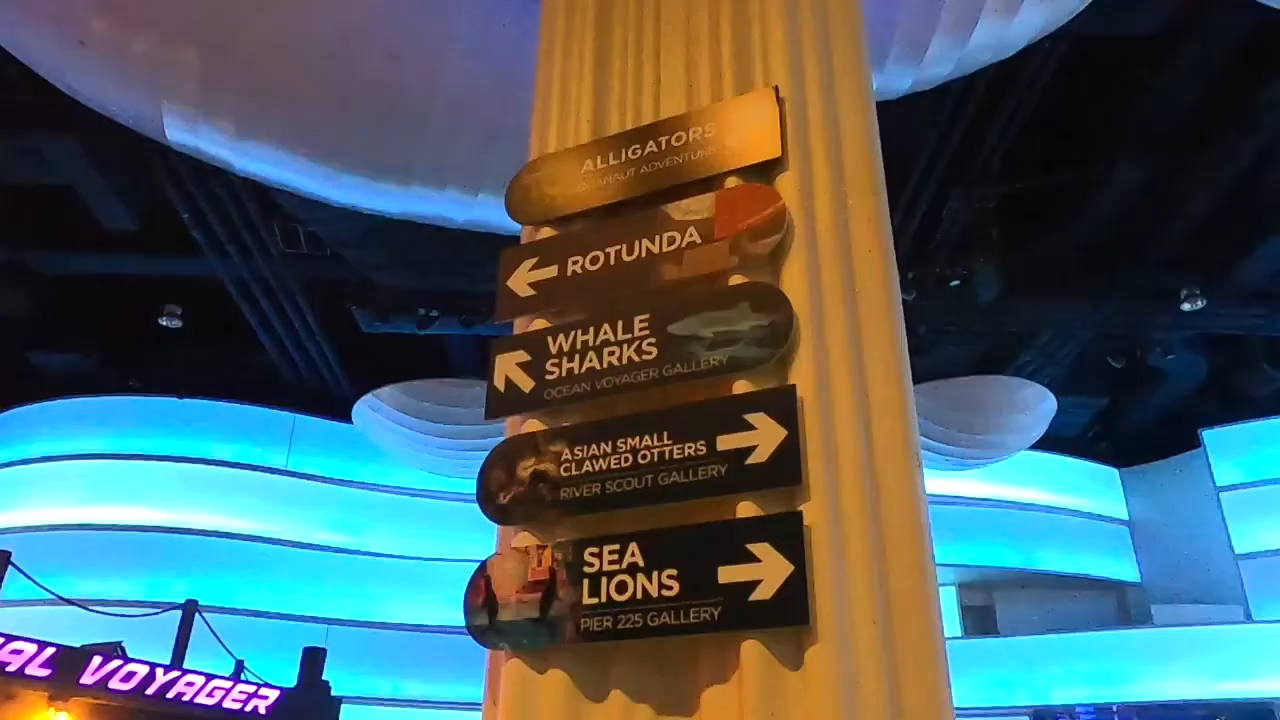 ALLIGATORS
ADVENTURE
ROTUNDA
WHALE
SHARKS
OCEAN VOYAGER GALLERY
ASIAN SMALL
CLAWED OTTERS
RIVER SCOUT GALLERY
SEA
LIONS
PIER 225 GALLERY
VOYAGER